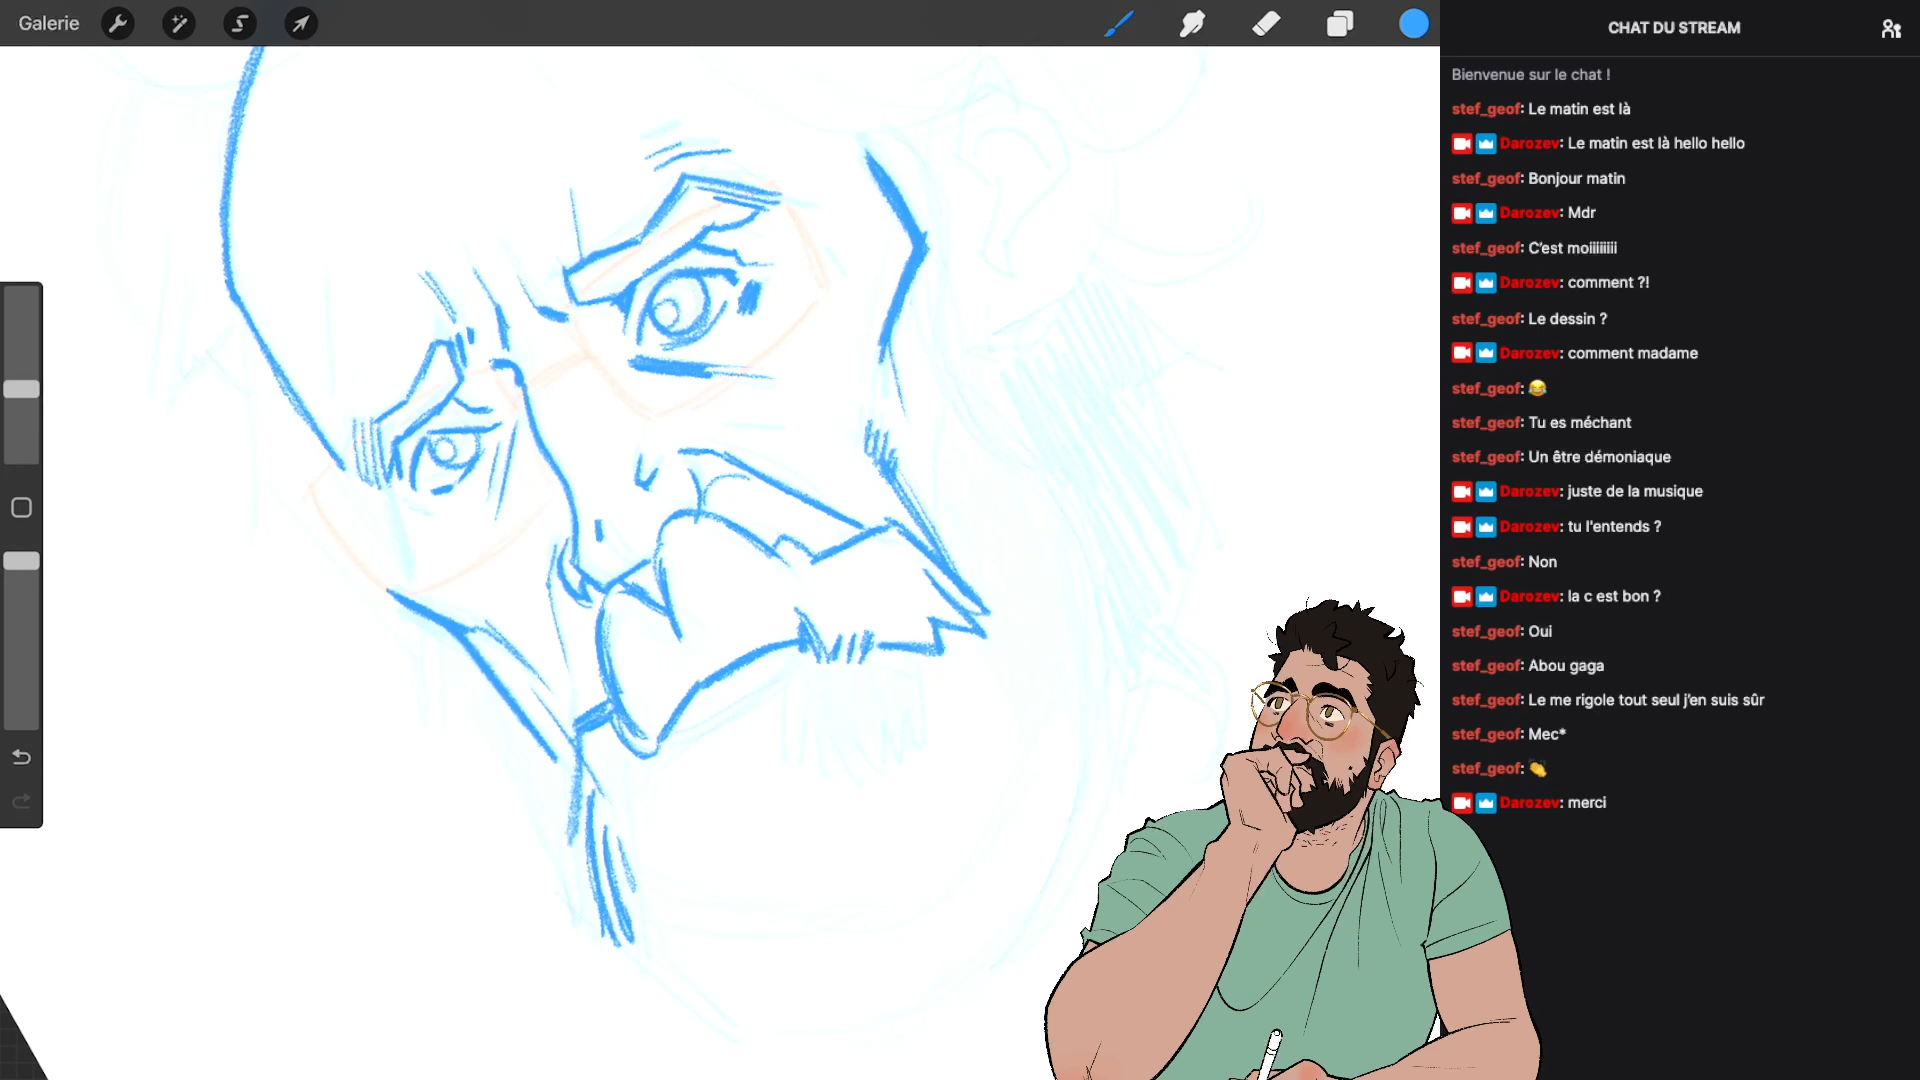 Galerie
CHAT DU STREAM
Bienvenue sur le chat !
stef_geof: Le matin est là
Darozev: Le matin est là hello hello
stef_geof: Bonjour matin
Darozev: Mdr
stef_geof: C'est moiiiiiiiii
Darozev: comment ?!
stef_geof: Le dessin ?
Darozev: comment madame
stef_geof: 😂
stef_geof: Tu es méchant
stef_geof: Un être démoniaque
Darozev: juste de la musique
Darozev: tu l'entends ?
stef_geof: Non
Darozev: la c est bon ?
stef_geof: Oui
stef_geof: Abou gaga
stef_geof: Le me rigole tout seul j'en suis sûr
stef_geof: Mec*
stef_geof: 👏
Darozev: merci